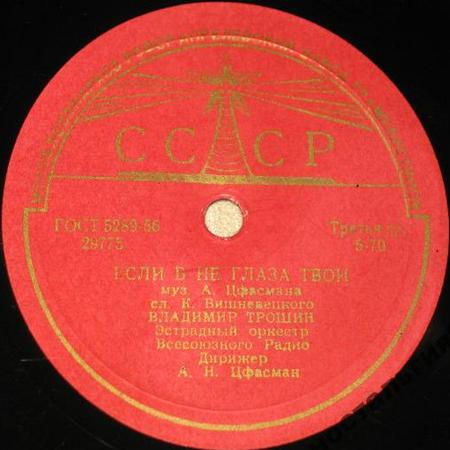 СССР
ГОСТ 5289-56
29775
Третья гр.
5-70
ЕСЛИ Б НЕ ГЛАЗА ТВОИ
муз. А. Цфасмана
сл. К. Вишневецкого
ВЛАДИМИР ТРОШИН
Эстрадный оркестр
Всесоюзного Радио
Дирижер
А. Н. Цфасман